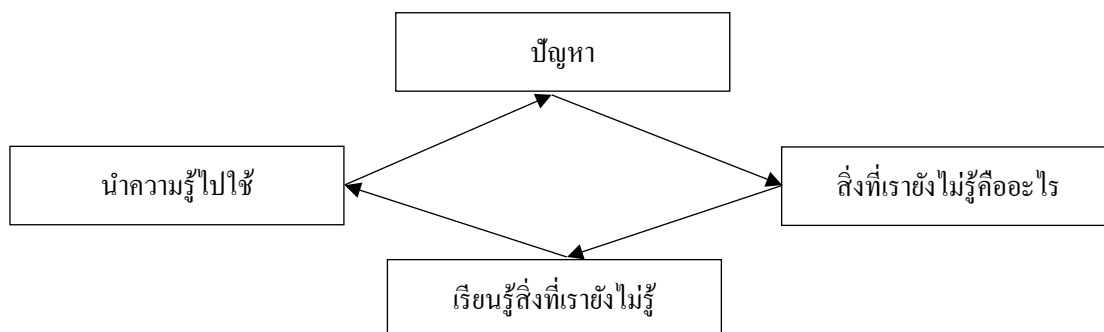 ปัญหา
นำความรู้ไปใช้
สิ่งที่เรายังไม่รู้คืออะไร
เรียนรู้สิ่งที่เรายังไม่รู้